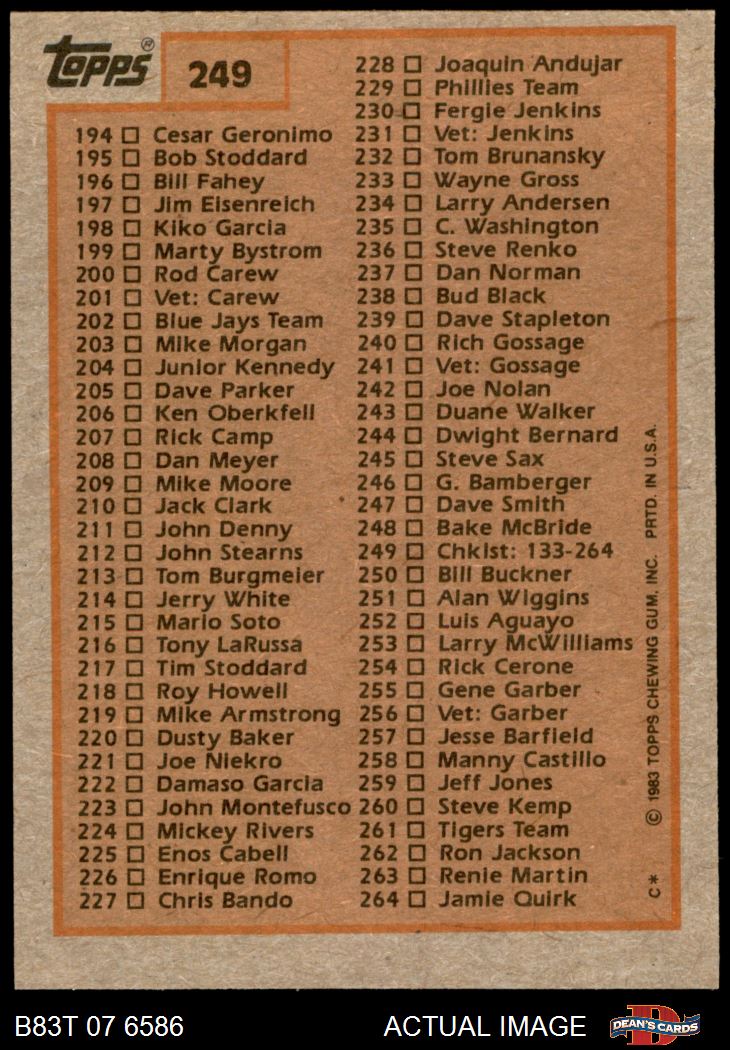 Topps®
249
194 □ Cesar Geronimo
195 □ Bob Stoddard
196 □ Bill Fahey
197 □ Jim Eisenreich
198 □ Kiko Garcia
199 □ Marty Bystrom
200 □ Rod Carew
201 □ Vet: Carew
202 □ Blue Jays Team
203 □ Mike Morgan
204 □ Junior Kennedy
205 □ Dave Parker
206 □ Ken Oberkfell
207 □ Rick Camp
208 □ Dan Meyer
209 □ Mike Moore
210 □ Jack Clark
211 □ John Denny
212 □ John Stearns
213 □ Tom Burgmeier
214 □ Jerry White
215 □ Mario Soto
216 □ Tony LaRussa
217 □ Tim Stoddard
218 □ Roy Howell
219 □ Mike Armstrong
220 □ Dusty Baker
221 □ Joe Niekro
222 □ Damaso Garcia
223 □ John Montefusco
224 □ Mickey Rivers
225 □ Enos Cabell
226 □ Enrique Romo
227 □ Chris Bando
228 □ Joaquin Andujar
229 □ Phillies Team
230 □ Fergie Jenkins
231 □ Vet: Jenkins
232 □ Tom Brunansky
233 □ Wayne Gross
234 □ Larry Andersen
235 □ C. Washington
236 □ Steve Renko
237 □ Dan Norman
238 □ Bud Black
239 □ Dave Stapleton
240 □ Rich Gossage
241 □ Vet: Gossage
242 □ Joe Nolan
243 □ Duane Walker
244 □ Dwight Bernard
245 □ Steve Sax
246 □ G. Bamberger
247 □ Dave Smith
248 □ Bake McBride
249 □ Chklst: 133-264
250 □ Bill Buckner
251 □ Alan Wiggins
252 □ Luis Aguayo
253 □ Larry McWilliams
254 □ Rick Cerone
255 □ Gene Garber
256 □ Vet: Garber
257 □ Jesse Barfield
258 □ Manny Castillo
259 □ Jeff Jones
260 □ Steve Kemp
261 □ Tigers Team
262 □ Ron Jackson
263 □ Renie Martin
264 □ Jamie Quirk
C* © 1983 TOPPS CHEWING GUM, INC. PRTD. IN U.S.A.
B83T 07 6586
ACTUAL IMAGE
DEAN'S CARDS